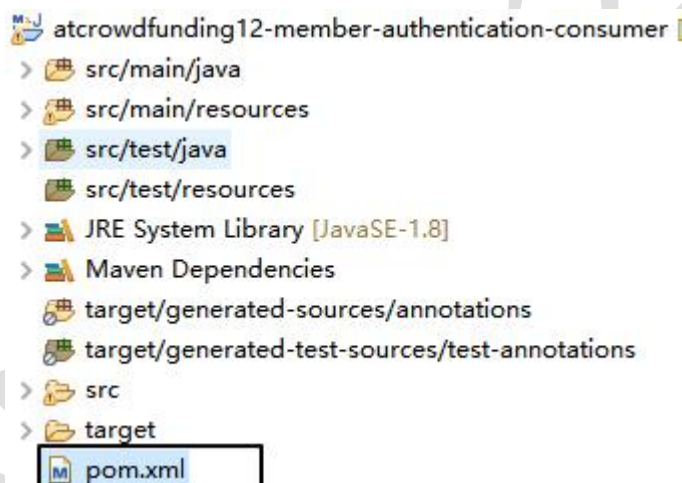 atcrowdfunding12-member-authentication-consumer [
src/main/java
src/main/resources
src/test/java
src/test/resources
JRE System Library [JavaSE-1.8]
Maven Dependencies
target/generated-sources/annotations
target/generated-test-sources/test-annotations
src
target
pom.xml